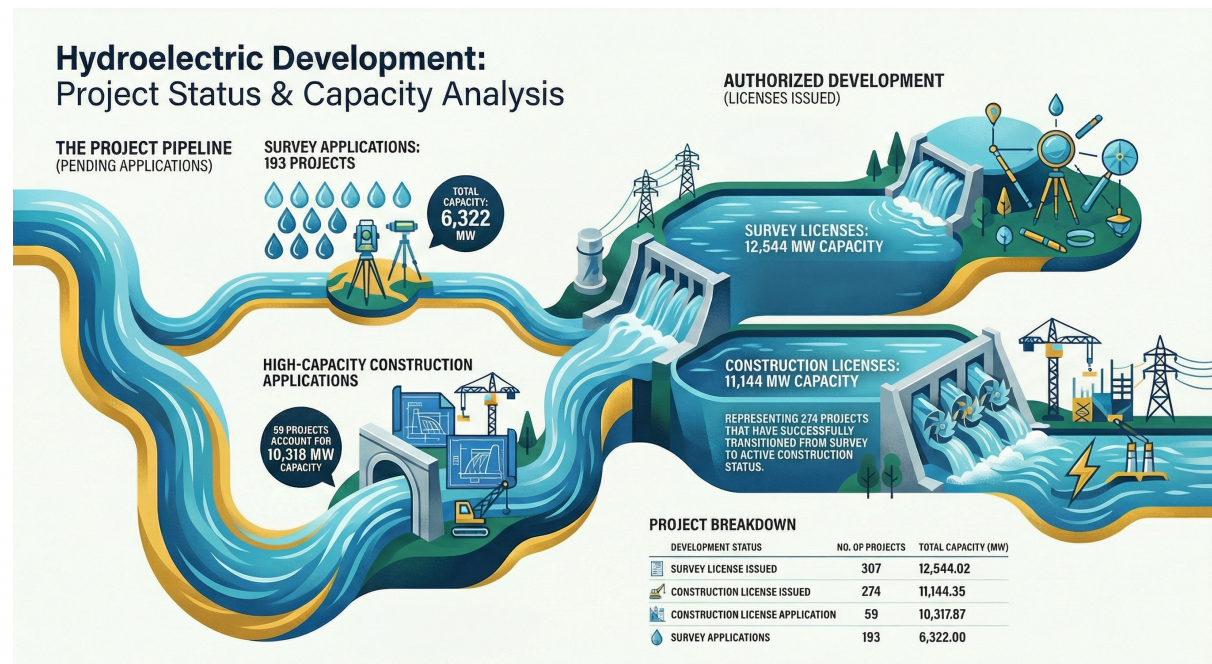 Hydroelectric Development:
Project Status & Capacity Analysis
THE PROJECT PIPELINE
(PENDING APPLICATIONS)
SURVEY APPLICATIONS:
193 PROJECTS
TOTAL
CAPACITY:
6,322
MW
HIGH-CAPACITY CONSTRUCTION
APPLICATIONS
59 PROJECTS
ACCOUNT FOR
10,318 MW
CAPACITY
AUTHORIZED DEVELOPMENT
(LICENSES ISSUED)
SURVEY LICENSES:
12,544 MW CAPACITY
CONSTRUCTION LICENSES:
11,144 MW CAPACITY
REPRESENTING 274 PROJECTS
THAT HAVE SUCCESSFULLY
TRANSITIONED FROM SURVEY
TO ACTIVE CONSTRUCTION
STATUS.
PROJECT BREAKDOWN
DEVELOPMENT STATUS NO. OF PROJECTS TOTAL CAPACITY (MW)
SURVEY LICENSE ISSUED 307 12,544.02
CONSTRUCTION LICENSE ISSUED 274 11,144.35
CONSTRUCTION LICENSE APPLICATION 59 10,317.87
SURVEY APPLICATIONS 193 6,322.00